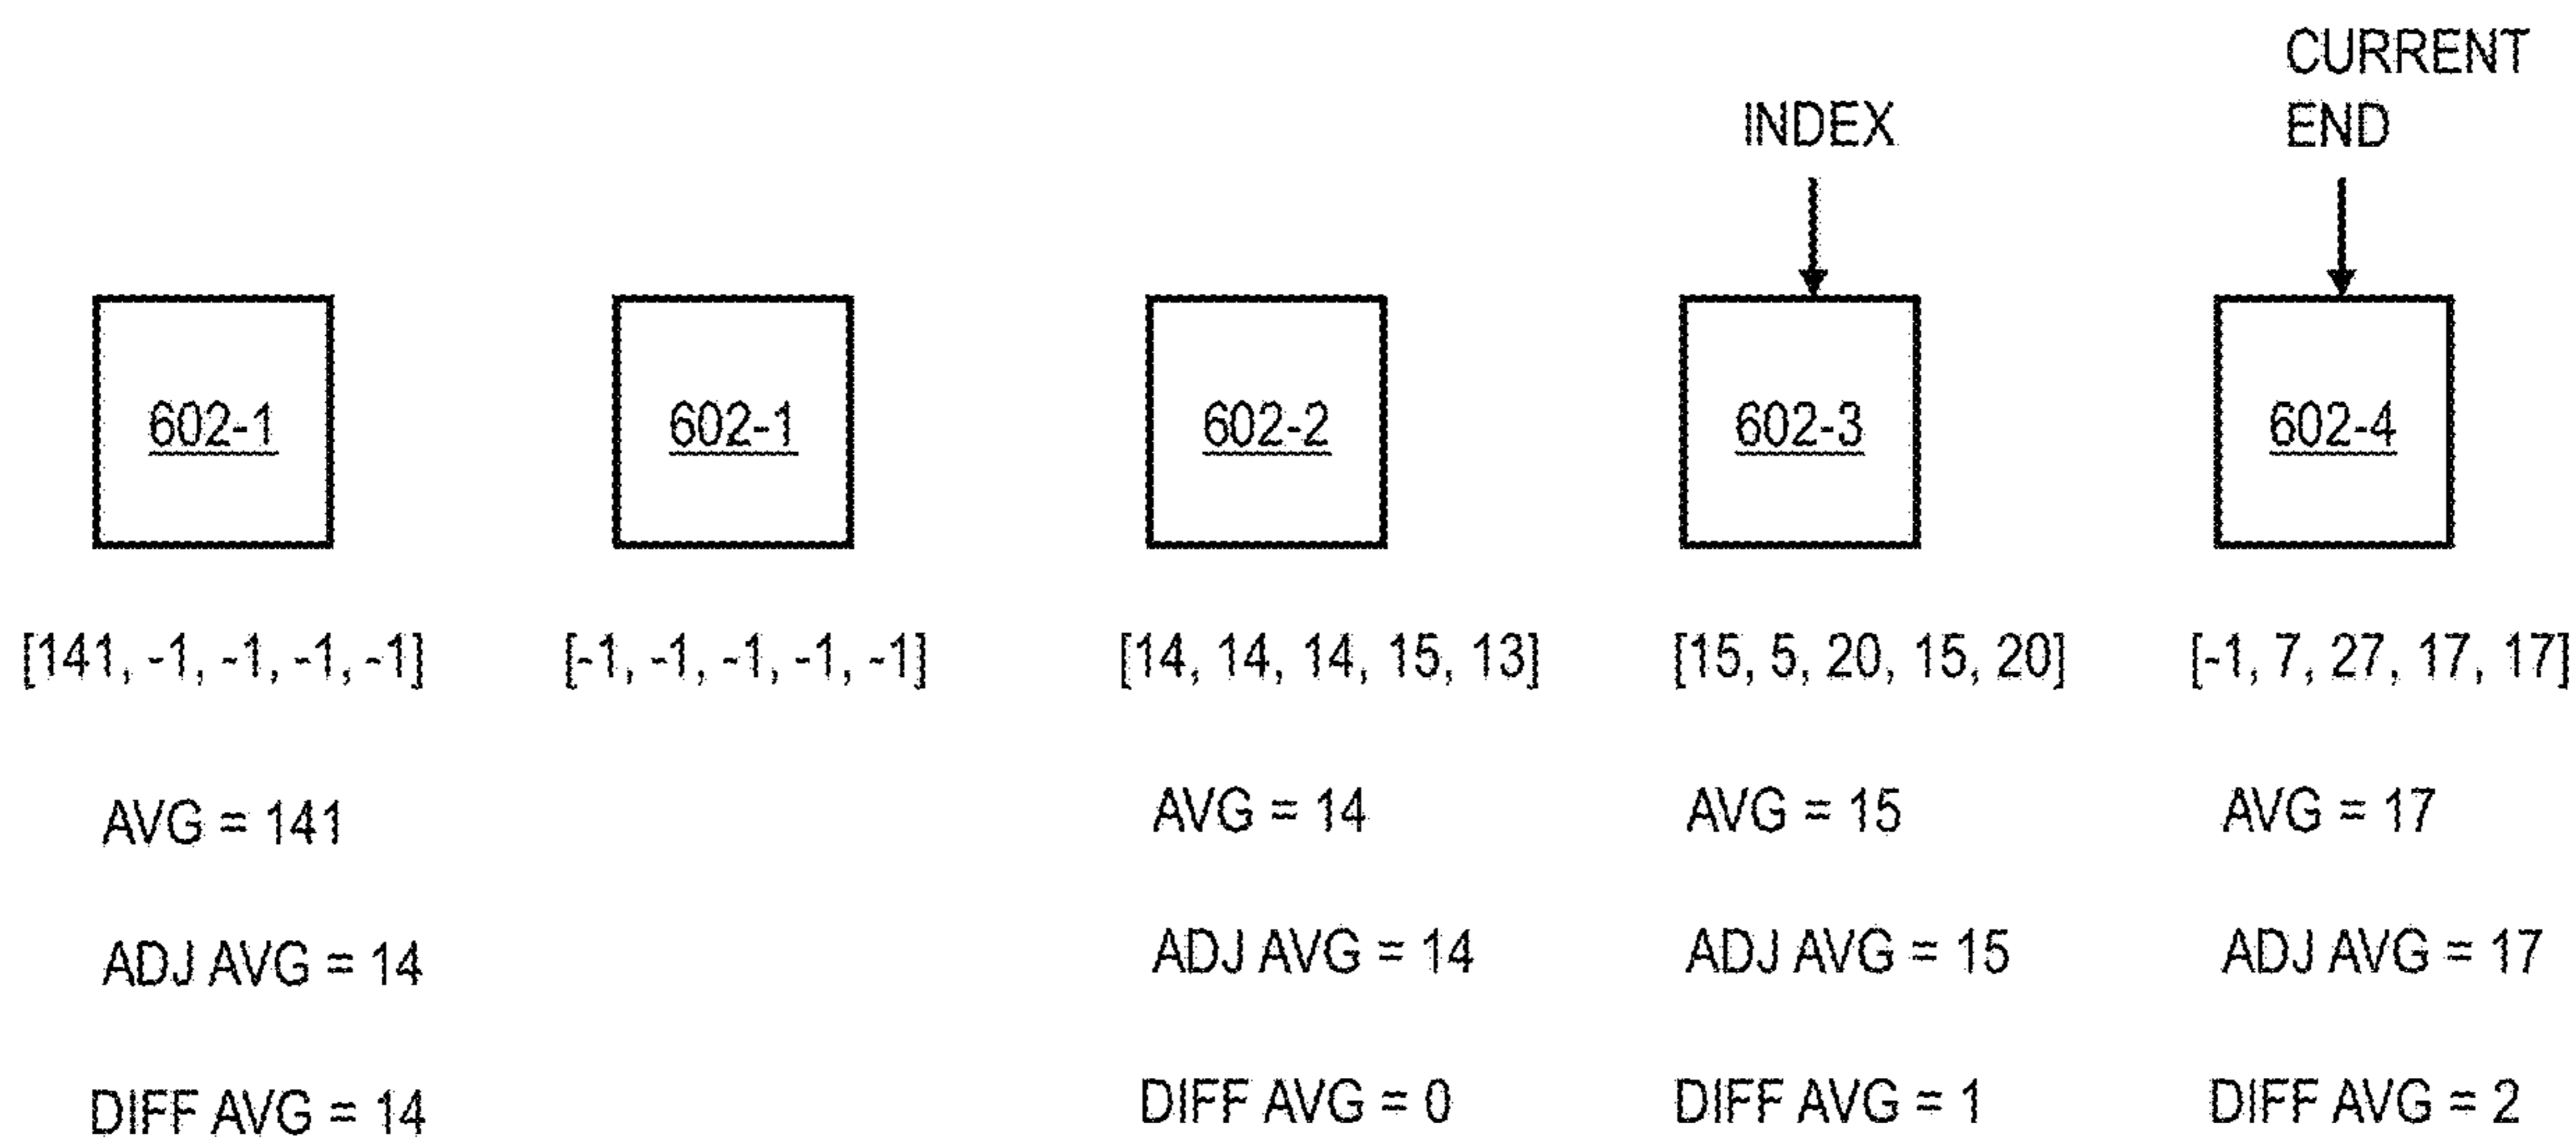 CURRENT
INDEX END
602-1 602-1 602-2 602-3 602-4
[141, -1, -1, -1, -1] [-1, -1, -1, -1, -1] [14, 14, 14, 15, 13] [15, 5, 20, 15, 20] [-1, 7, 27, 17, 17]
AVG = 141 AVG = 14 AVG = 15 AVG = 17
ADJ AVG = 14 ADJ AVG = 14 ADJ AVG = 15 ADJ AVG = 17
DIFF AVG = 14 DIFF AVG = 0 DIFF AVG = 1 DIFF AVG = 2